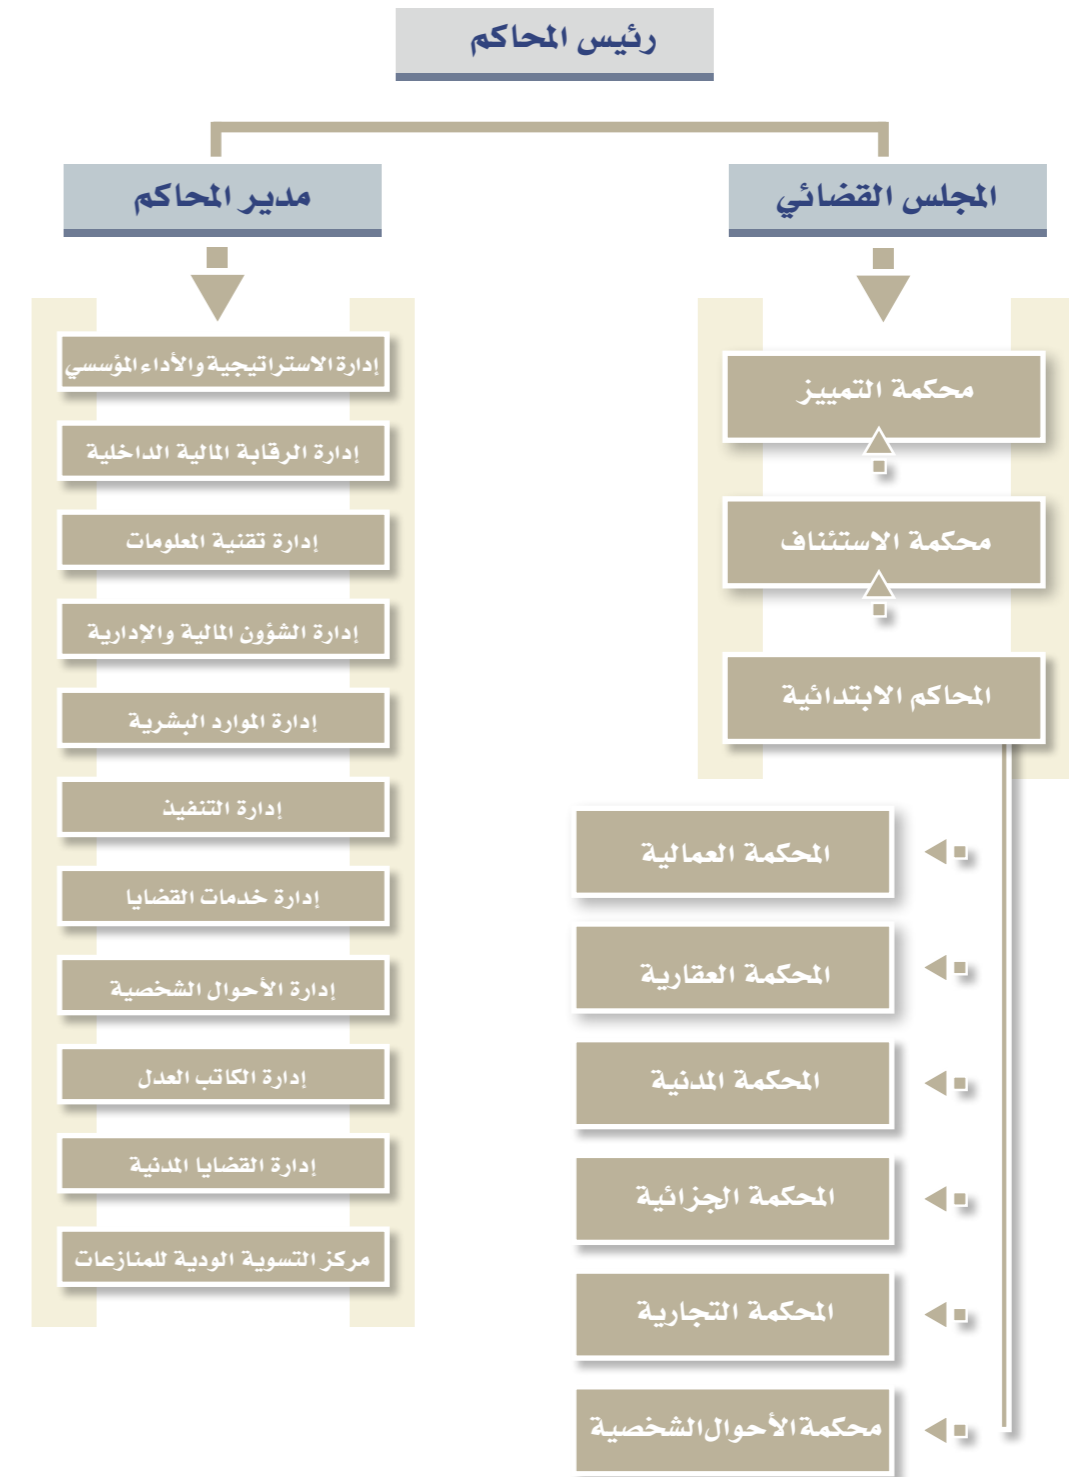 رئيس المحاكم
المجلس القضائي
محكمة التمييز
محكمة الاستئناف
المحاكم الابتدائية
المحكمة العمالية
المحكمة العقارية
المحكمة المدنية
المحكمة الجزائية
المحكمة التجارية
محكمة الأحوال الشخصية
مدير المحاكم
إدارة الاستراتيجية والأداء المؤسسي
إدارة الرقابة المالية الداخلية
إدارة تقنية المعلومات
إدارة الشؤون المالية والإدارية
إدارة الموارد البشرية
إدارة التنفيذ
إدارة خدمات القضايا
إدارة الأحوال الشخصية
إدارة الكاتب العدل
إدارة القضايا المدنية
مركز التسوية الودية للمنازعات